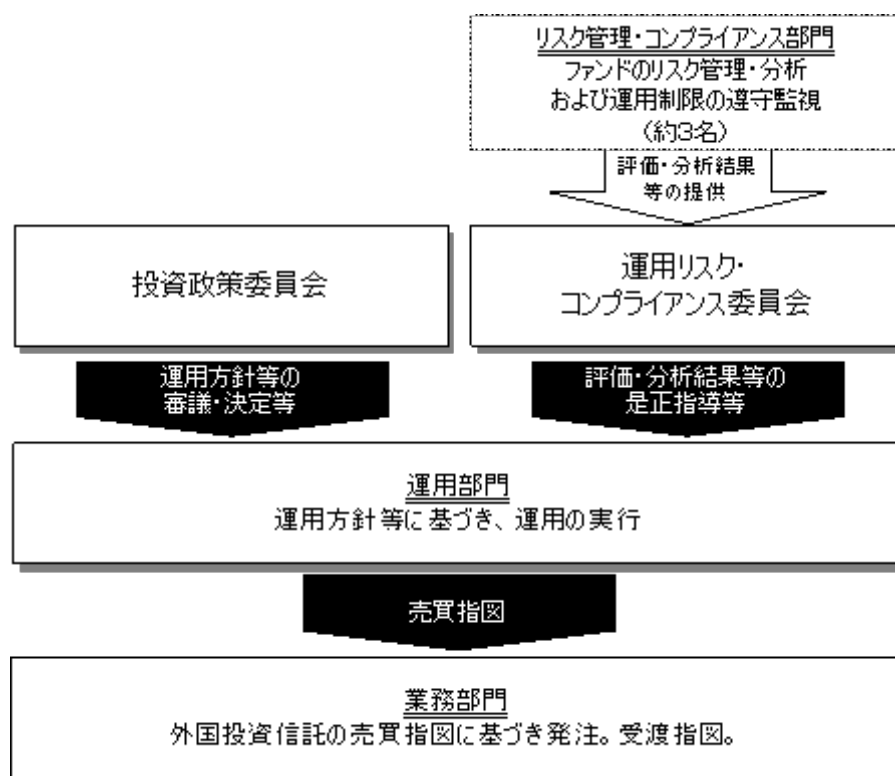 リスク管理・コンプライアンス部門
ファンドのリスク管理・分析
および運用制限の遵守監視
(約3名)
評価・分析結果
等の提供
投資政策委員会
運用リスク・
コンプライアンス委員会
運用方針等の
審議・決定等
評価・分析結果等の
是正指導等
運用部門
運用方針等に基づき、運用の実行
売買指図
業務部門
外国投資信託の売買指図に基づき発注。受渡指図。